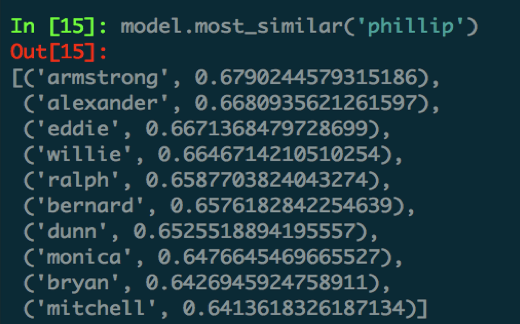 In [15]: model.most_similar('phillip')
Out[15]:
[('armstrong', 0.6790244579315186),
('alexander', 0.6680935621261597),
('eddie', 0.6671368479728699),
('willie', 0.6646714210510254),
('ralph', 0.6587703824043274),
('bernard', 0.6576182842254639),
('dunn', 0.6525518894195557),
('monica', 0.6476645469665527),
('bryan', 0.6426945924758911),
('mitchell', 0.6413618326187134)]